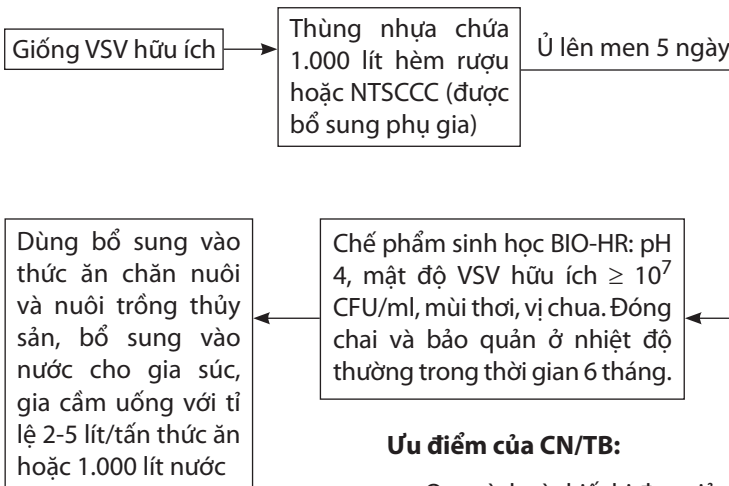 Giống VSV hữu ích
Thùng nhựa chứa
1.000 lít hèm rượu
hoặc NTSCCC (được
bổ sung phụ gia)
Ủ lên men 5 ngày
Dùng bổ sung vào
thức ăn chăn nuôi
và nuôi trồng thủy
sản, bổ sung vào
nước cho gia súc,
gia cầm uống với tỉ
lệ 2-5 lít/tấn thức ăn
hoặc 1.000 lít nước
Chế phẩm sinh học BIO-HR: pH
4, mật độ VSV hữu ích ≥ 10⁷
CFU/ml, mùi thơi, vị chua. Đóng
chai và bảo quản ở nhiệt độ
thường trong thời gian 6 tháng.
Ưu điểm của CN/TB: